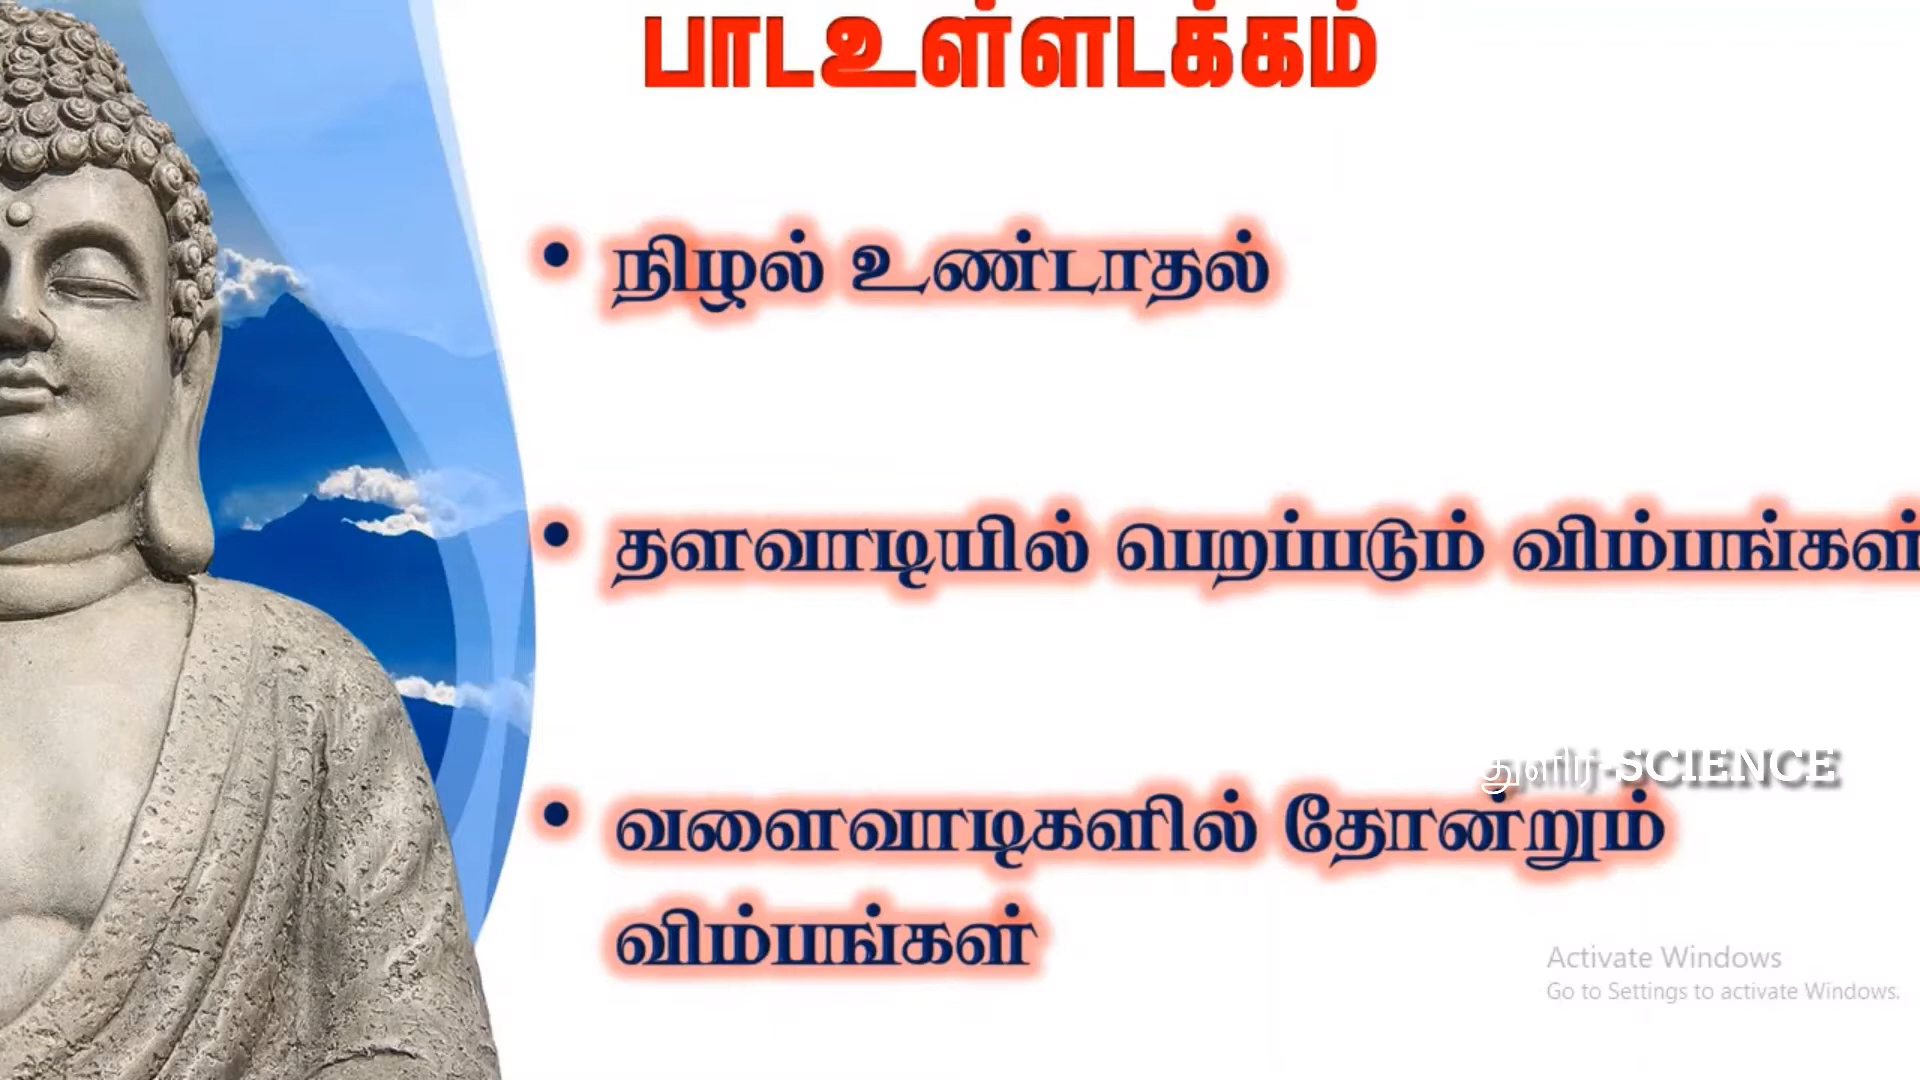 பாடஉள்ளடக்கம்
• நிழல் உண்டாதல்
• தளவாடியில் பெறப்படும் விம்பங்கள்
துளிர்-SCIENCE
• வளைவாடிகளில் தோன்றும்
விம்பங்கள்
Activate Windows
Go to Settings to activate Windows.